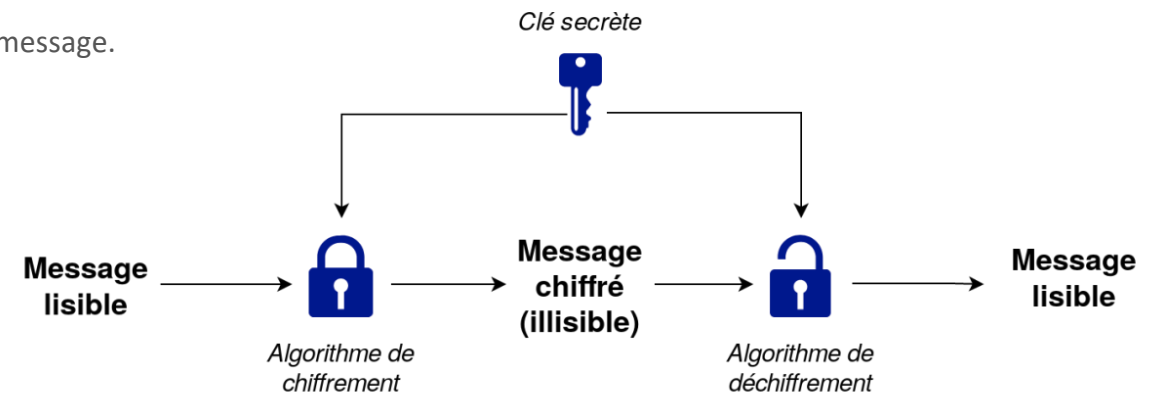 message.
Clé secrète
Message
lisible
Algorithme de
chiffrement
Message
chiffré
(illisible)
Algorithme de
déchiffrement
Message
lisible